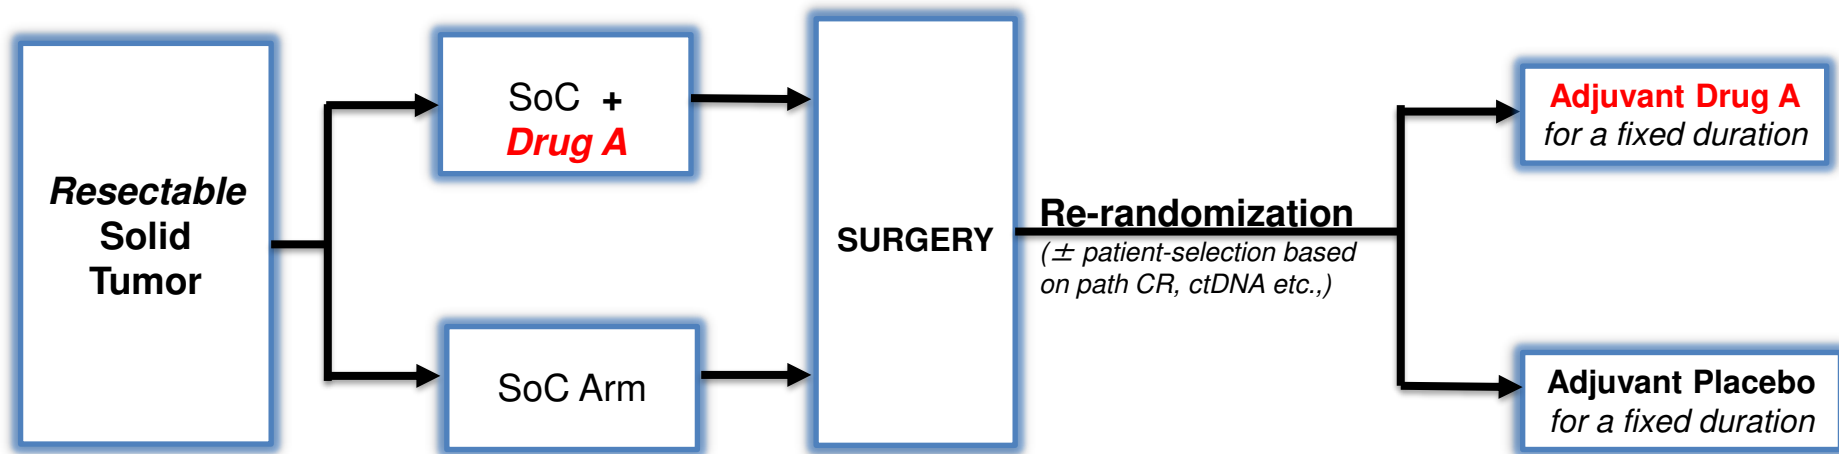 Resectable
Solid
Tumor
SoC +
Drug A
SoC Arm
SURGERY
Re-randomization
(± patient-selection based
on path CR, ctDNA etc.,)
Adjuvant Drug A
for a fixed duration
Adjuvant Placebo
for a fixed duration